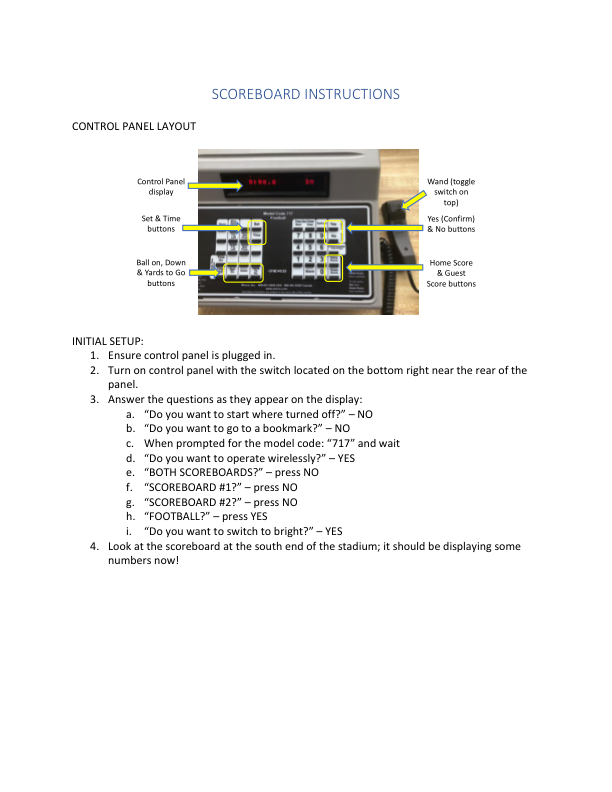 SCOREBOARD INSTRUCTIONS
CONTROL PANEL LAYOUT
Control Panel
display
Set & Time
buttons
Ball on, Down
& Yards to Go
buttons
Wand (toggle
switch on
top)
Yes (Confirm)
& No buttons
Home Score
& Guest
Score buttons
Model Code 717
Football
INITIAL SETUP:
1. Ensure control panel is plugged in.
2. Turn on control panel with the switch located on the bottom right near the rear of the
panel.
3. Answer the questions as they appear on the display:
a. “Do you want to start where turned off?” – NO
b. “Do you want to go to a bookmark?” – NO
c. When prompted for the model code: “717” and wait
d. “Do you want to operate wirelessly?” – YES
e. “BOTH SCOREBOARDS?” – press NO
f. “SCOREBOARD #1?” – press NO
g. “SCOREBOARD #2?” – press NO
h. “FOOTBALL?” – press YES
i. “Do you want to switch to bright?” – YES
4. Look at the scoreboard at the south end of the stadium; it should be displaying some
numbers now!